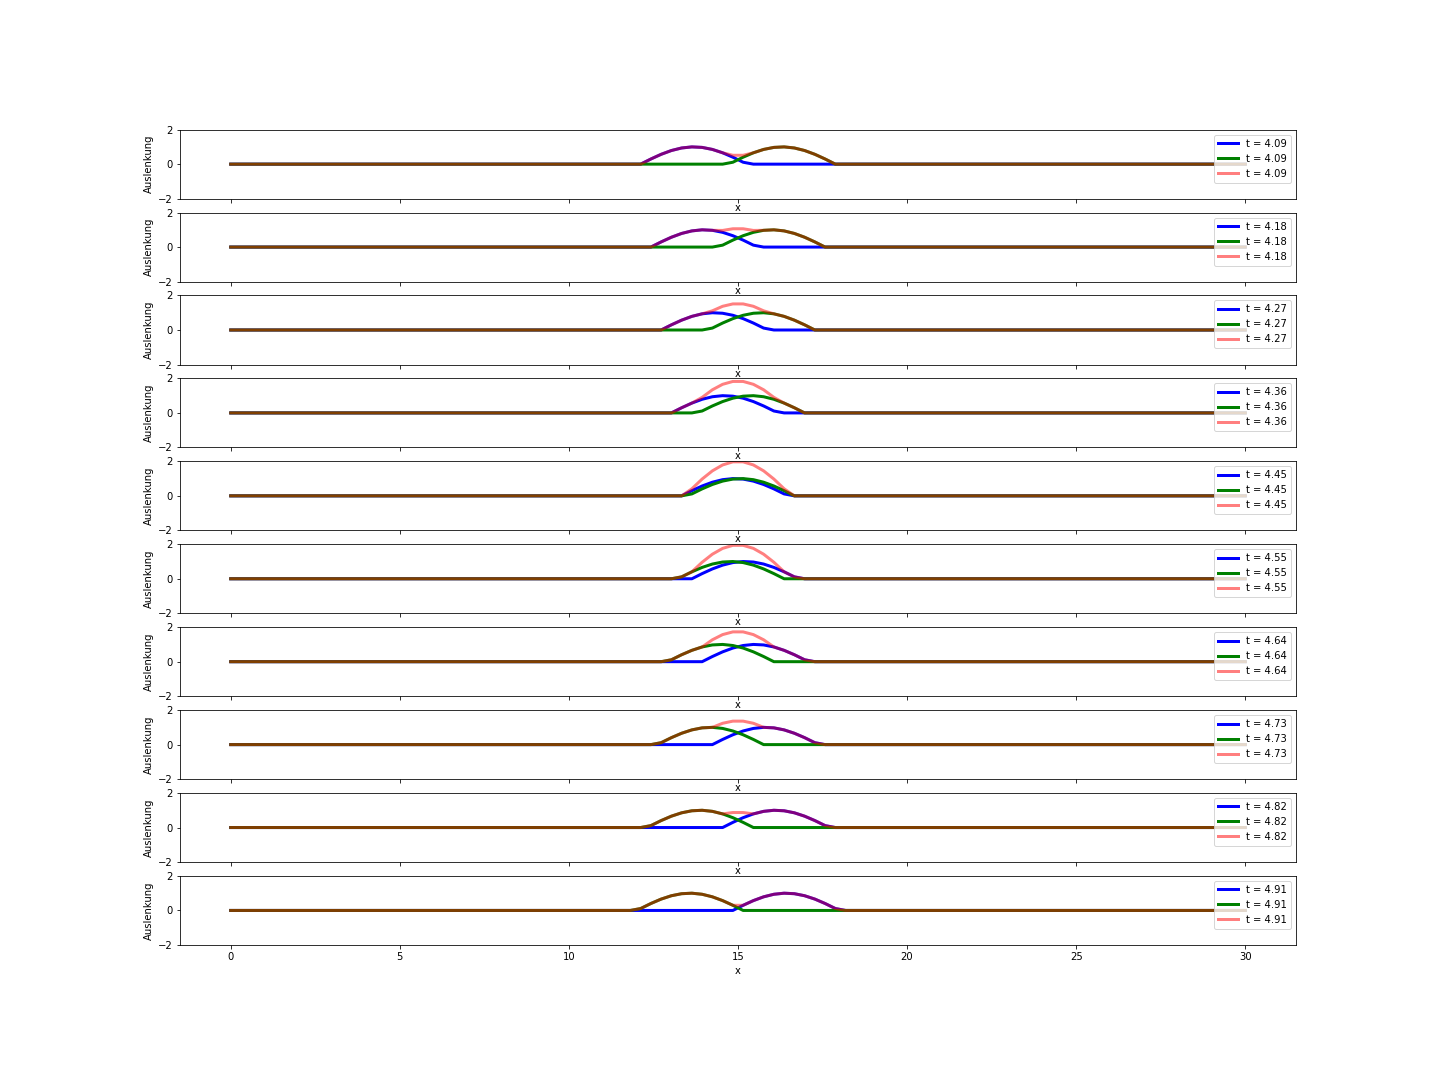 2
0
−2
Auslenkung
t = 4.09
t = 4.09
t = 4.09
x
2
0
−2
Auslenkung
t = 4.18
t = 4.18
t = 4.18
x
2
0
−2
Auslenkung
t = 4.27
t = 4.27
t = 4.27
x
2
0
−2
Auslenkung
t = 4.36
t = 4.36
t = 4.36
x
2
0
−2
Auslenkung
t = 4.45
t = 4.45
t = 4.45
x
2
0
−2
Auslenkung
t = 4.55
t = 4.55
t = 4.55
x
2
0
−2
Auslenkung
t = 4.64
t = 4.64
t = 4.64
x
2
0
−2
Auslenkung
t = 4.73
t = 4.73
t = 4.73
x
2
0
−2
Auslenkung
t = 4.82
t = 4.82
t = 4.82
x
2
0
−2
Auslenkung
t = 4.91
t = 4.91
t = 4.91
0 5 10 15 20 25 30
x